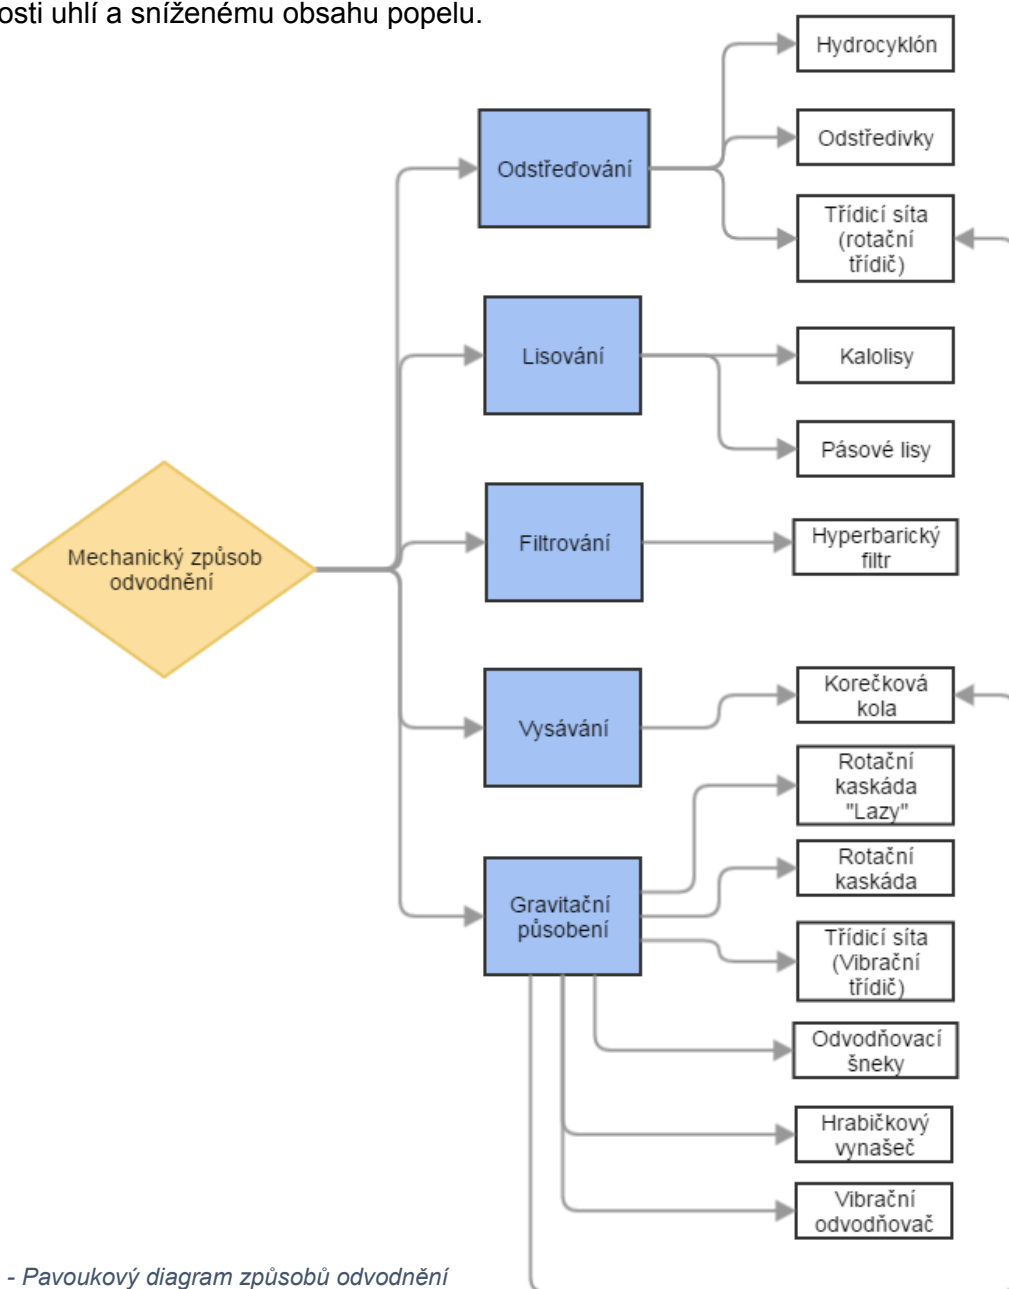 osti uhlí a sníženému obsahu popelu.
Hydrocyklón
Odstřeďování
Odstředivky
Třídicí síta
(rotační
třídič)
Lisování
Kalolisy
Pásové lisy
Mechanický způsob
odvodnění
Filtrování
Hyperbarický
filtr
Vysávání
Korečková
kola
Rotační
kaskáda
"Lazy"
Gravitační
působení
Rotační
kaskáda
Třídicí síta
(Vibrační
třídič)
Odvodňovací
šneky
Hrabičkový
vynašeč
Vibrační
odvodňovač
- Pavoukový diagram způsobů odvodnění